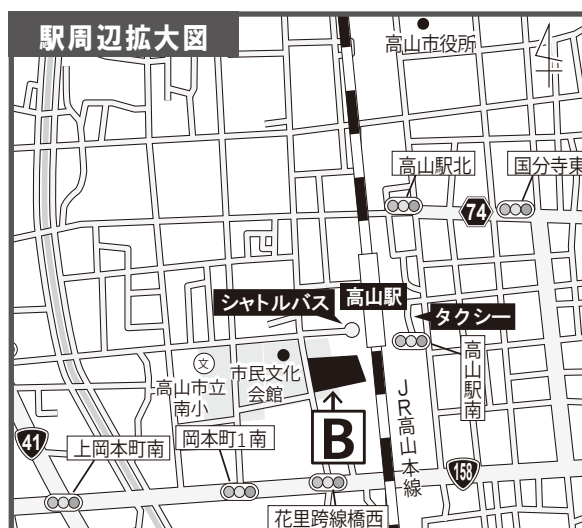 駅周辺拡大図
高山市役所
高山駅北
国分寺東
74
シャトルバス
高山駅
タクシー
高山駅南
文
高山市立
南小
市民文化
会館
JR高山本線
B
41
上岡本町南
岡本町1南
158
花里跨線橋西